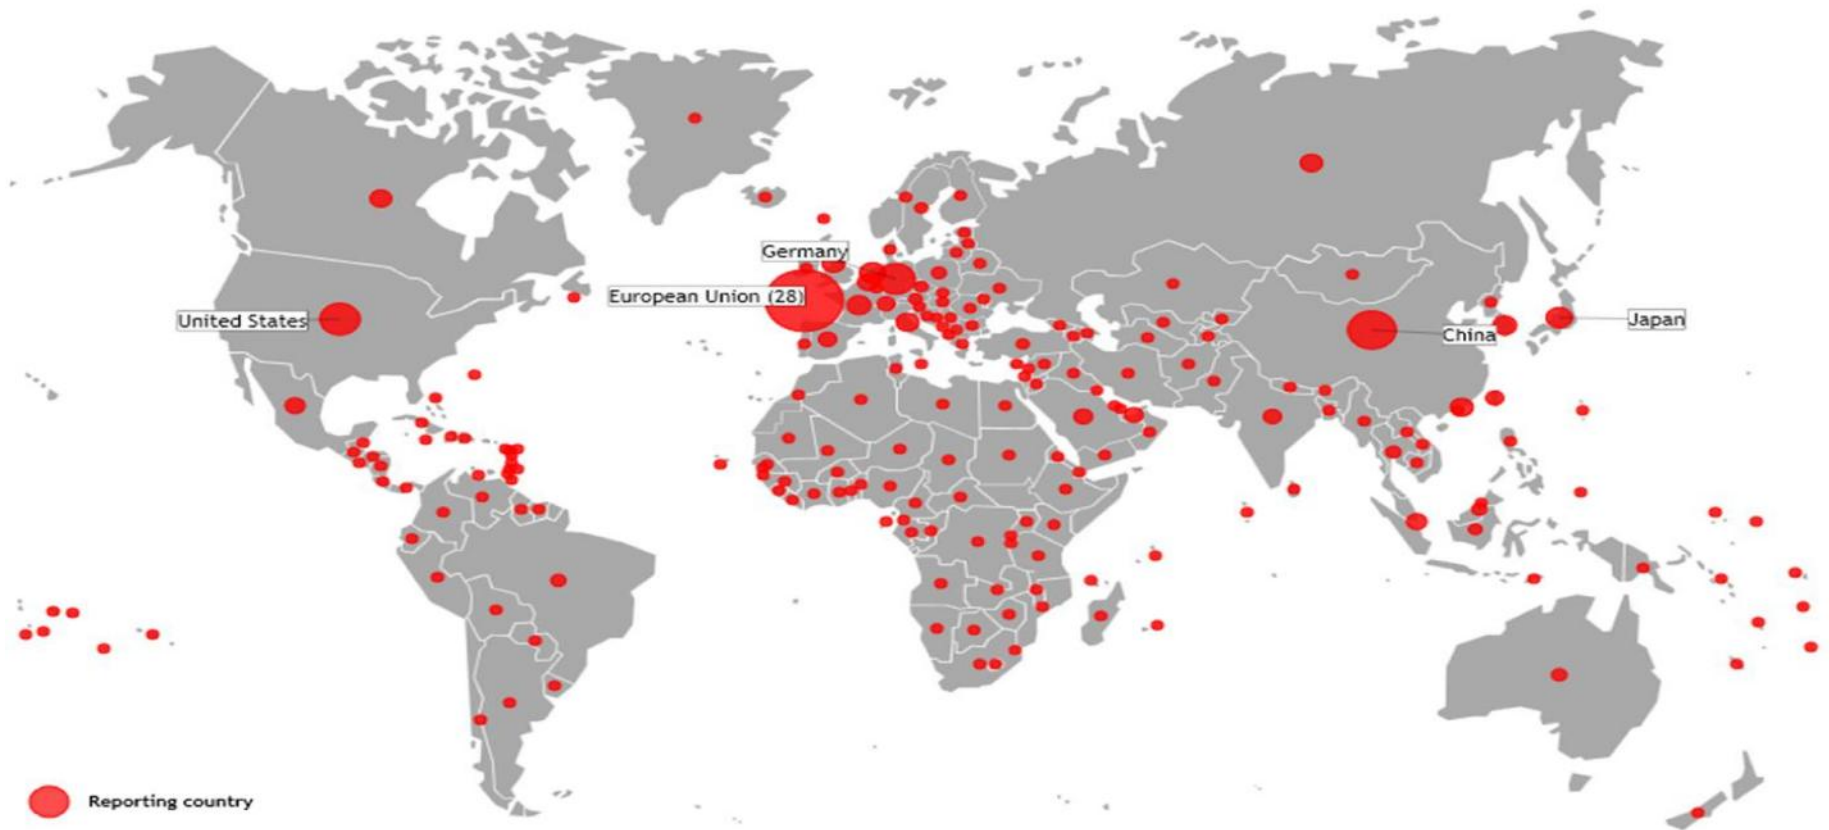 Germany
European Union (28)
United States
China
Japan
Reporting country